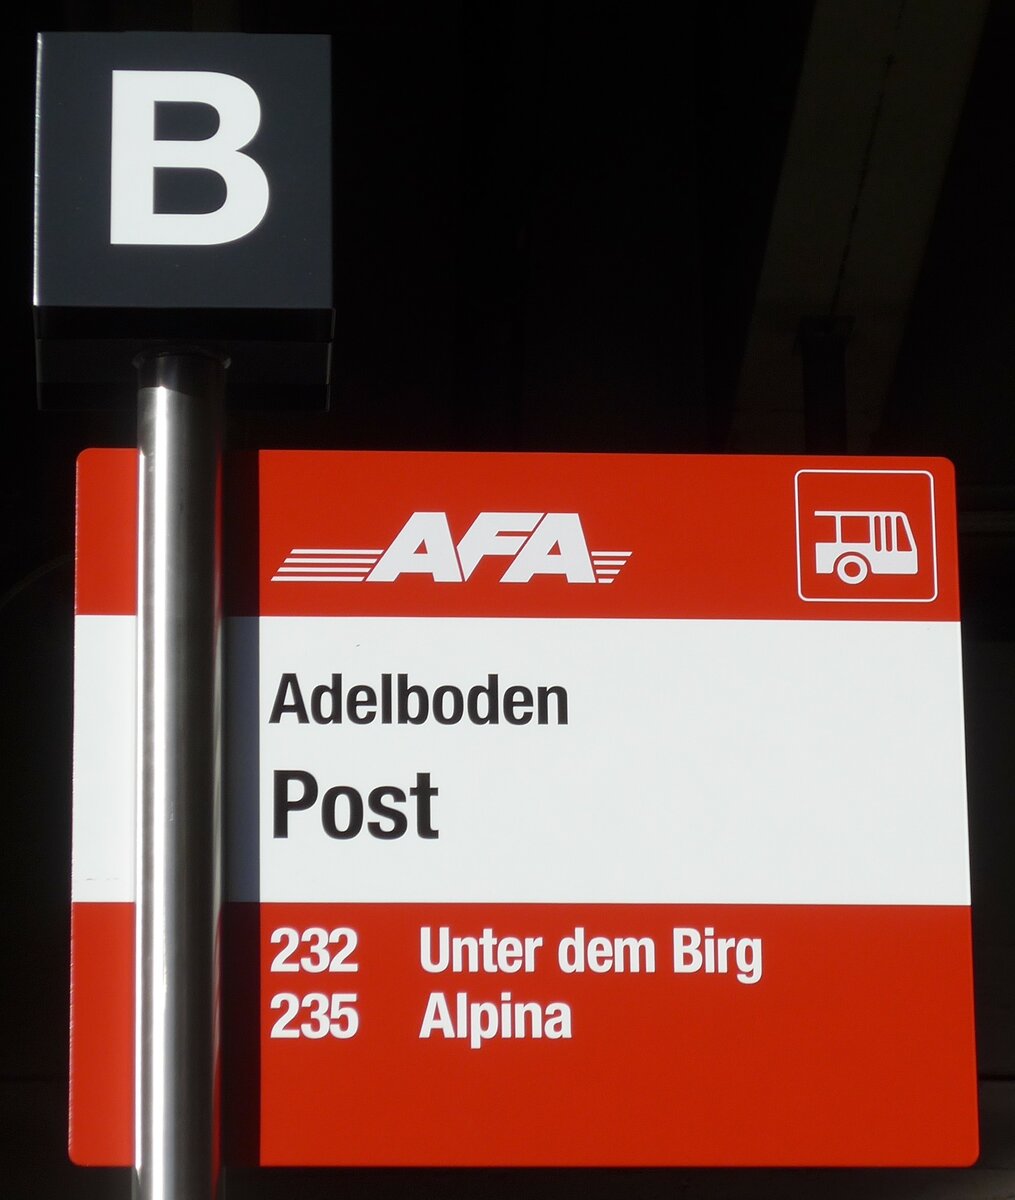 B
AFA
Adelboden
Post
232 Unter dem Birg
235 Alpina